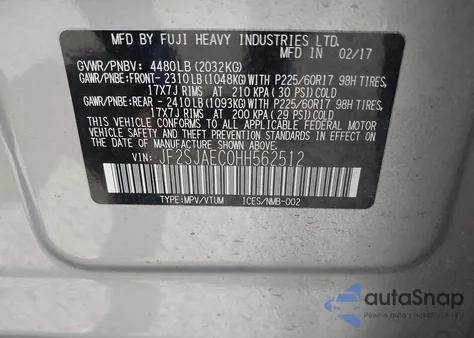 MFD BY FUJI HEAVY INDUSTRIES LTD.
GVWR/PNBV: 4480LB(2032KG) IN 02/17
GAWR/PNBE:FRONT-2310LB(1048KG)WITH P225/60R17 98H TIRES,
17X7J RIMS AT 210 KPA(30 PSI)COLD
GAWR/PNBE:REAR -2410LB(1093KG)WITH P225/60R17 98H TIRES,
17X7J RIMS AT 200 KPA(29 PSI)COLD
THIS VEHICLE CONFORMS TO ALL APPLICABLE FEDERAL
MOTOR VEHICLE SAFETY STANDARDS IN EFFECT ON THE
DATE OF MANUFACTURE SHOWN ABOVE.
VIN: JF2SJAEC0HH562512
TYPE:MPV/VTUM ICES/NMB-002
autoSnap